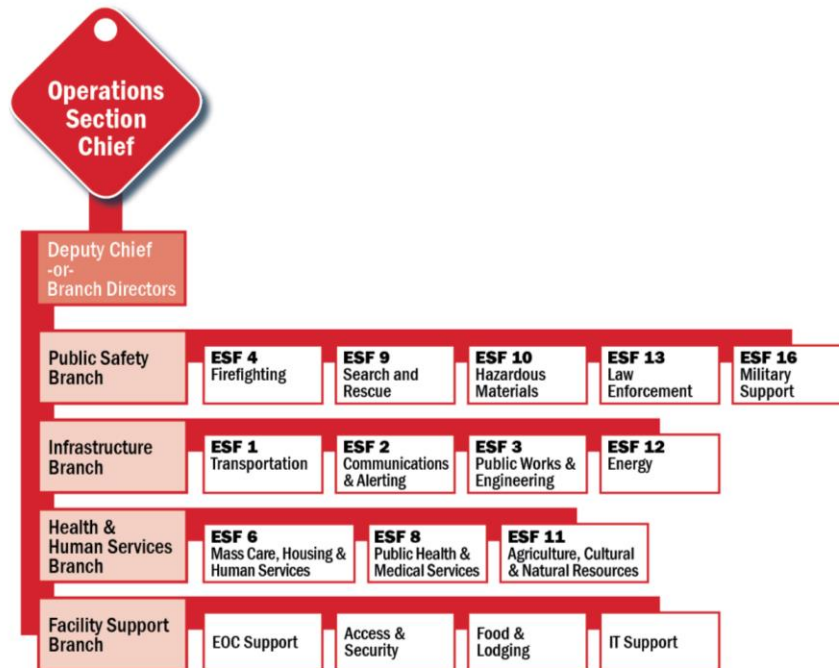 Operations
Section
Chief
Deputy Chief
-or-
Branch Directors
Public Safety
Branch
ESF 4
Firefighting
ESF 9
Search and
Rescue
ESF 10
Hazardous
Materials
ESF 13
Law
Enforcement
ESF 16
Military
Support
Infrastructure
Branch
ESF 1
Transportation
ESF 2
Communications
& Alerting
ESF 3
Public Works &
Engineering
ESF 12
Energy
Health &
Human Services
Branch
ESF 6
Mass Care, Housing &
Human Services
ESF 8
Public Health &
Medical Services
ESF 11
Agriculture, Cultural
& Natural Resources
Facility Support
Branch
EOC Support
Access &
Security
Food &
Lodging
IT Support